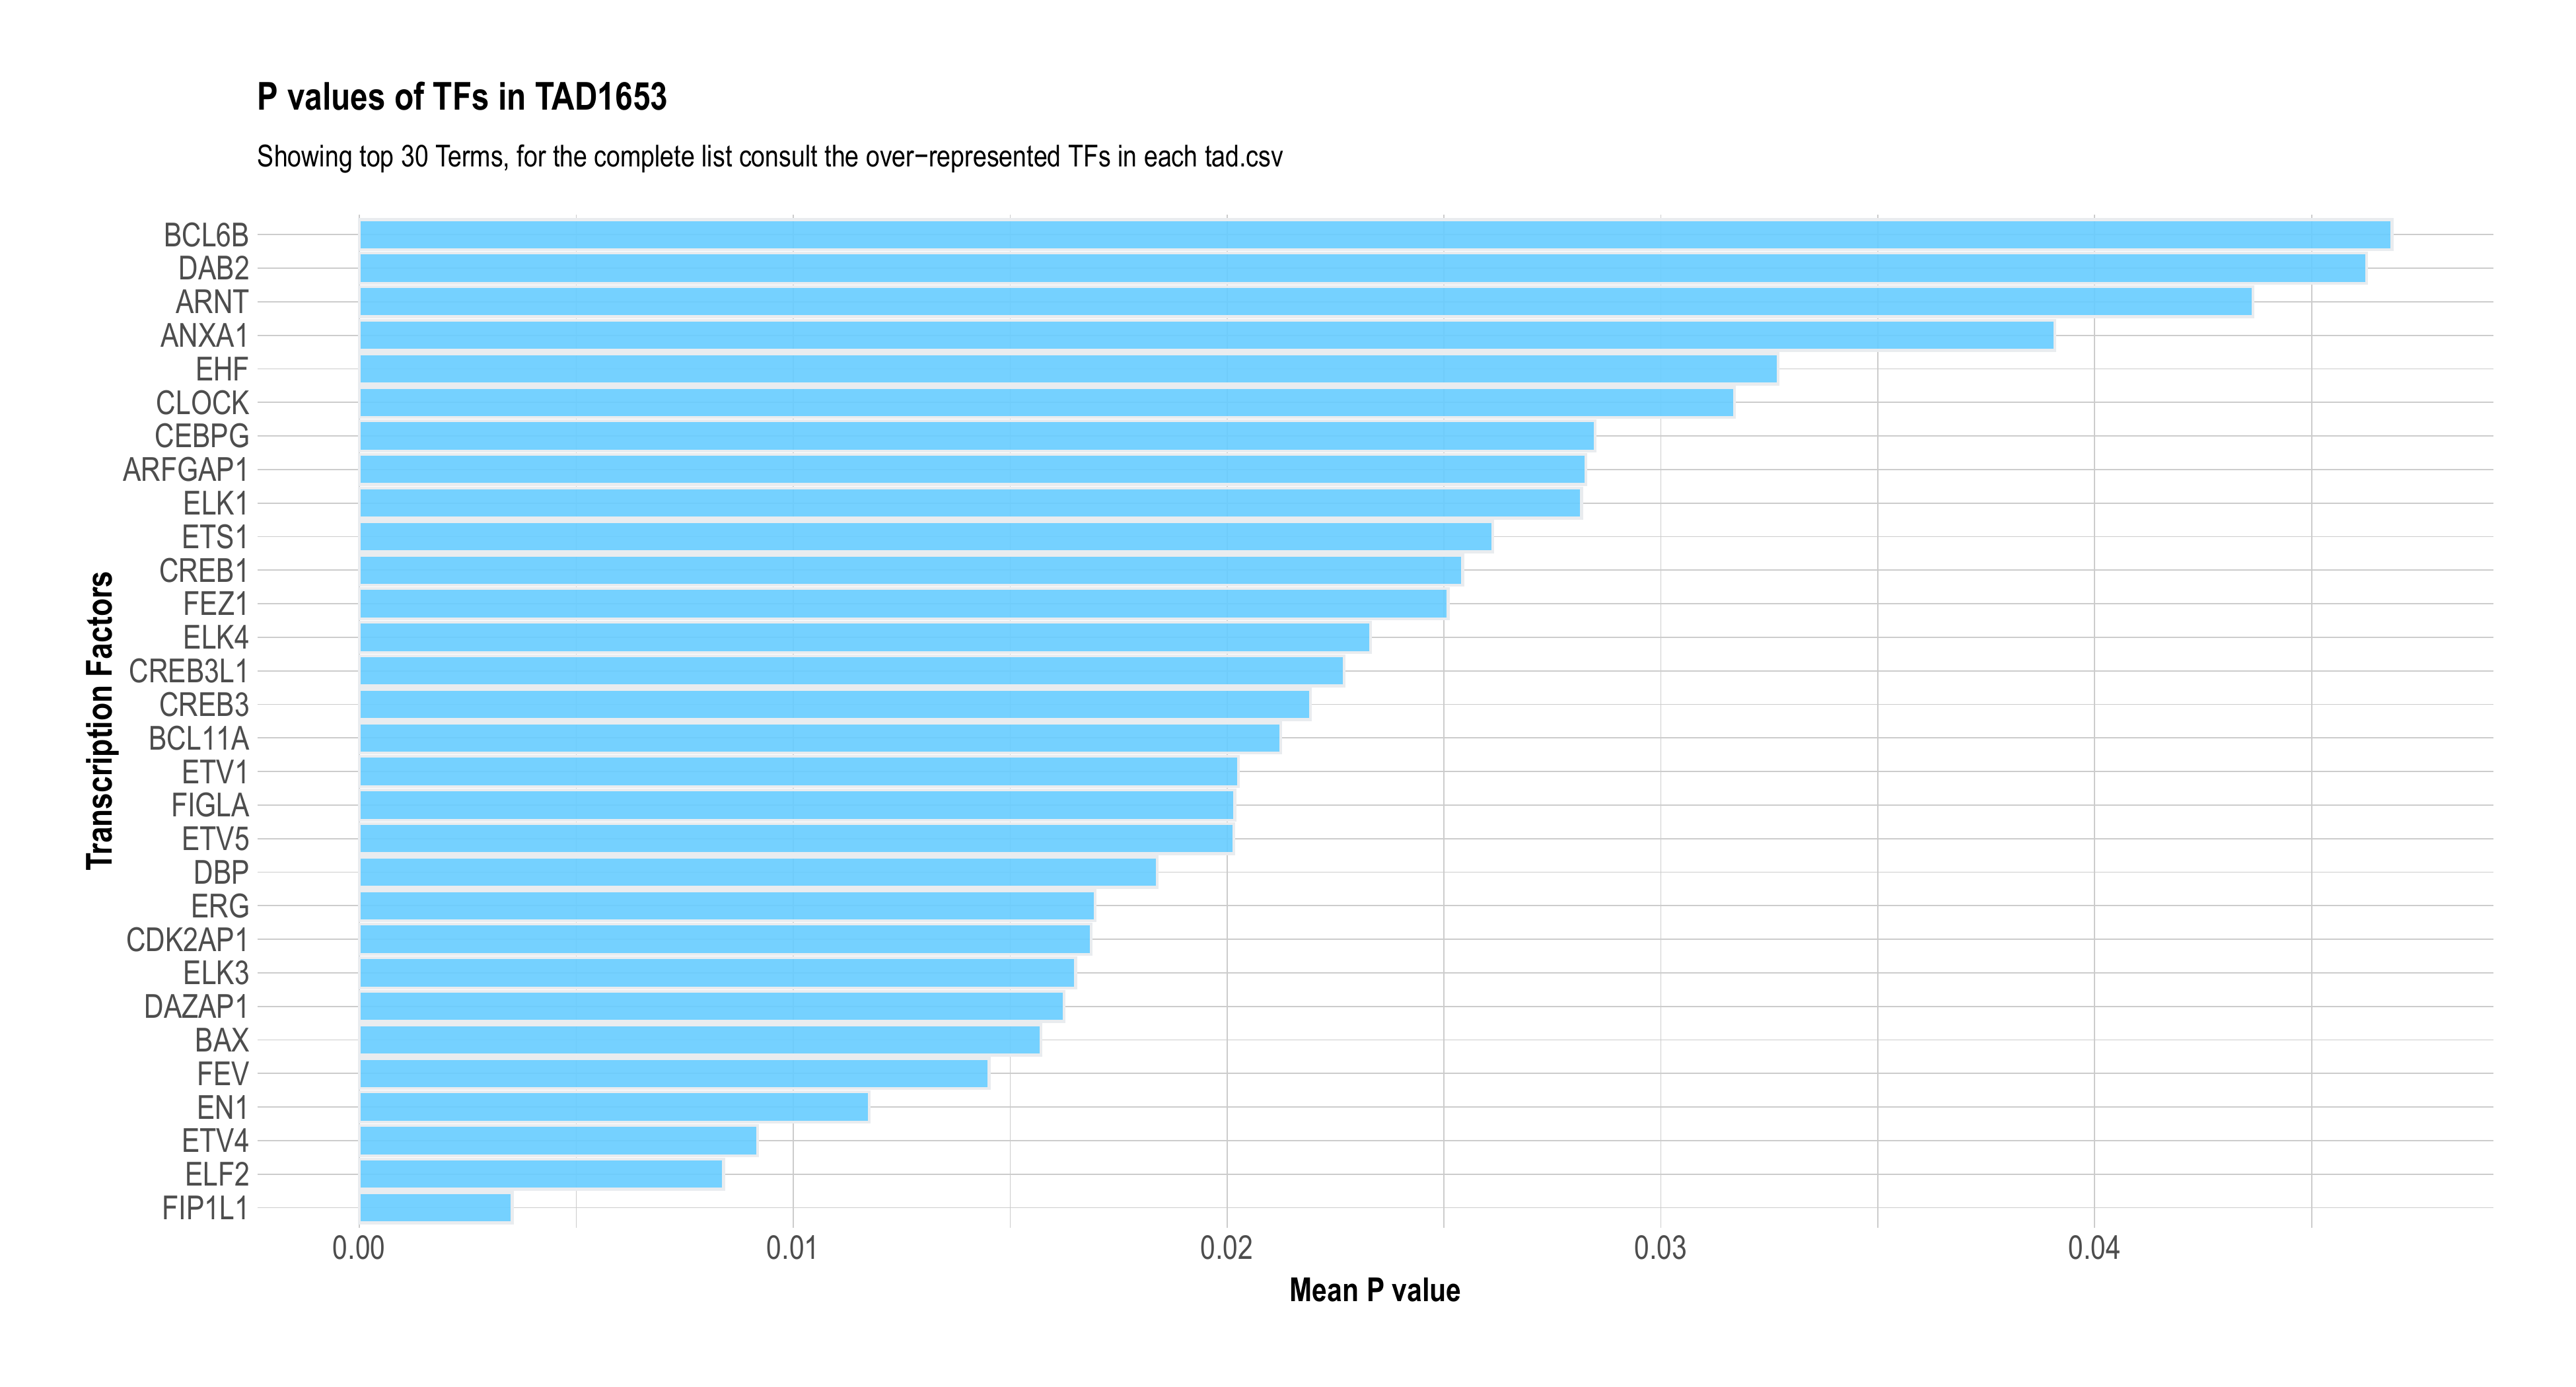 P values of TFs in TAD1653
Showing top 30 Terms, for the complete list consult the over−represented TFs in each tad.csv
Transcription Factors
BCL6B
DAB2
ARNT
ANXA1
EHF
CLOCK
CEBPG
ARFGAP1
ELK1
ETS1
CREB1
FEZ1
ELK4
CREB3L1
CREB3
BCL11A
ETV1
FIGLA
ETV5
DBP
ERG
CDK2AP1
ELK3
DAZAP1
BAX
FEV
EN1
ETV4
ELF2
FIP1L1
0.00 0.01 0.02 0.03 0.04
Mean P value